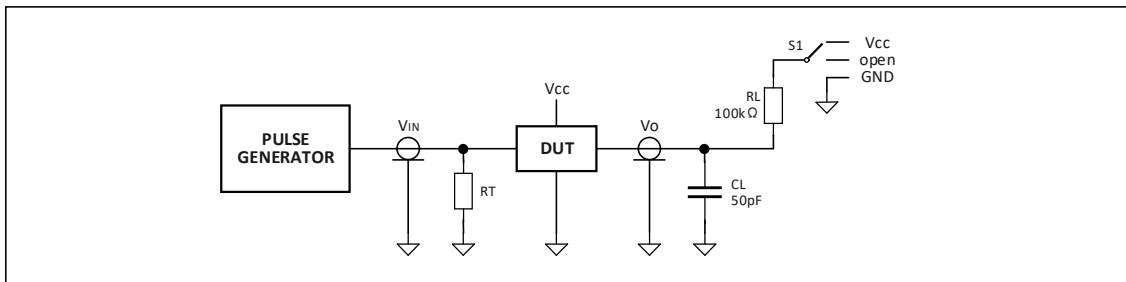 PULSE
GENERATOR
VIN
RT
Vcc
DUT
Vo
CL
50pF
RL
100kΩ
S1
Vcc
open
GND